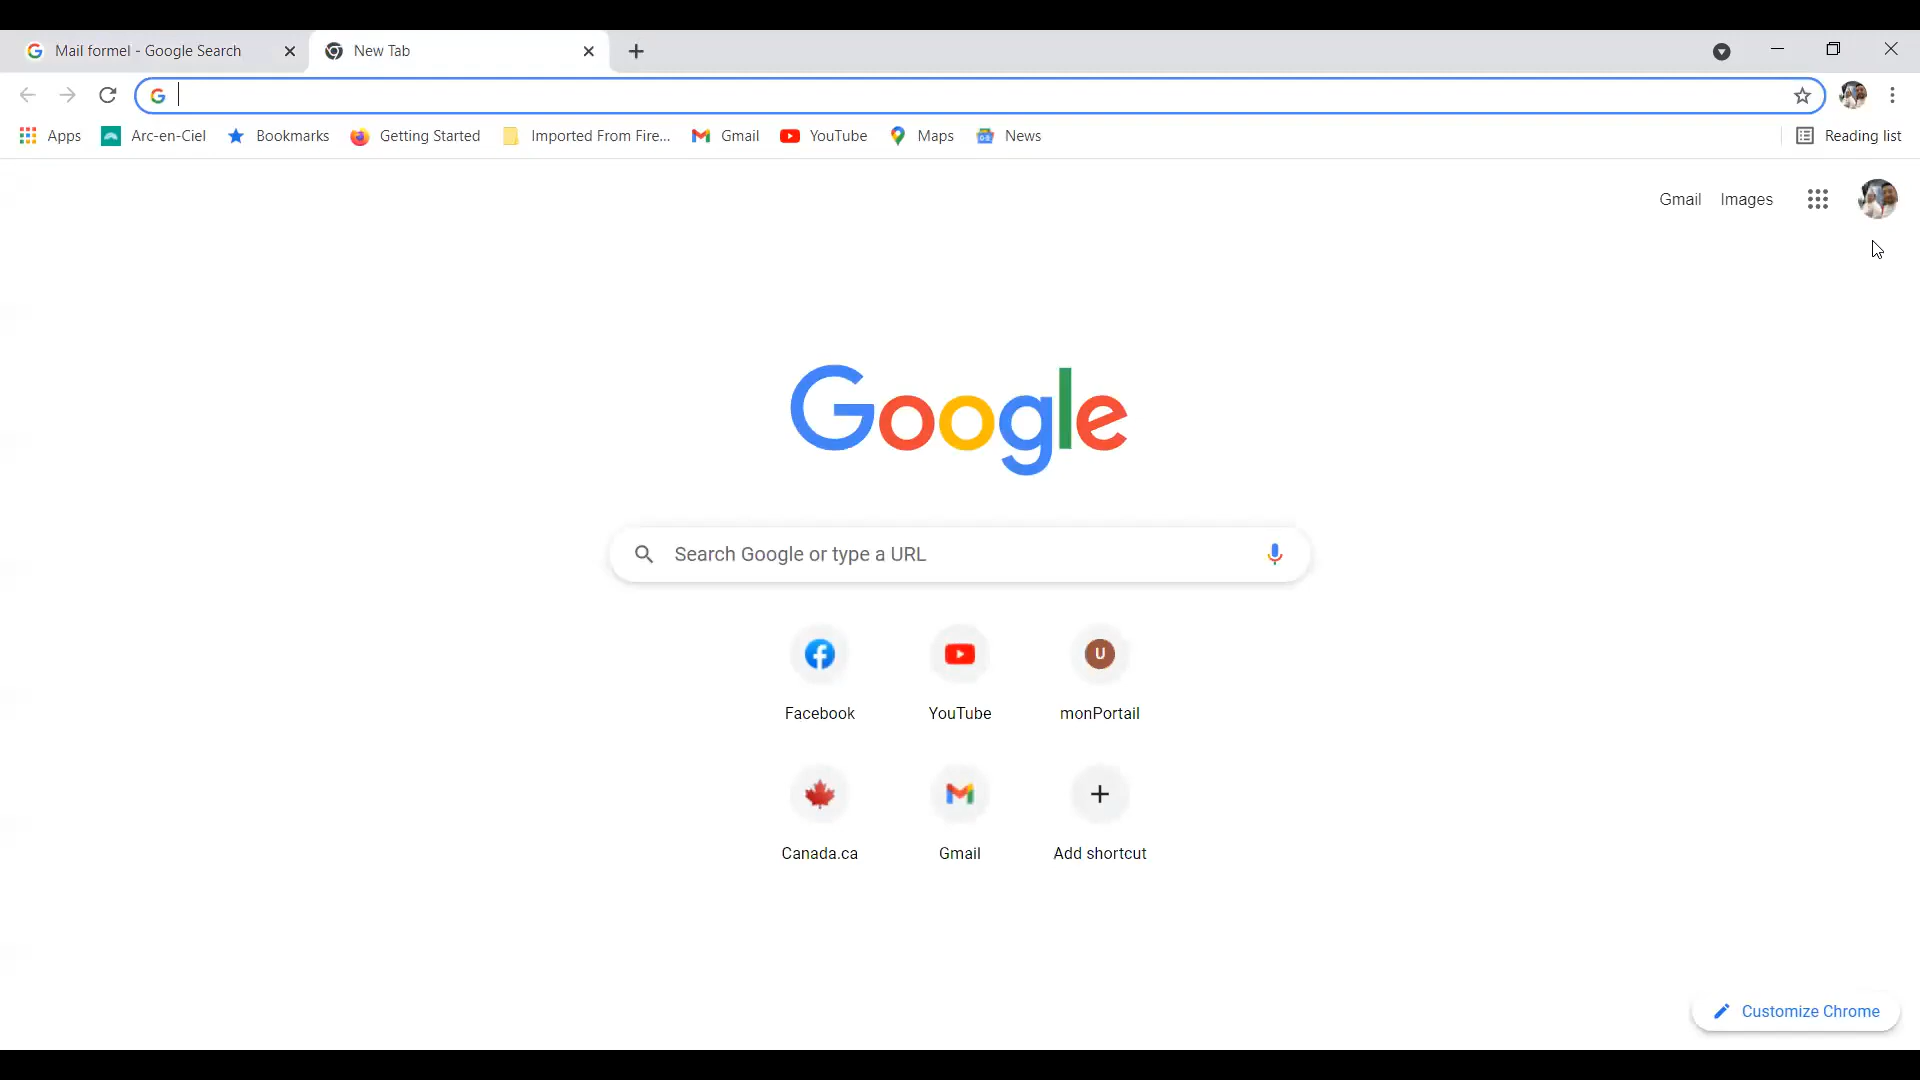 Mail formel - Google Search
New Tab
Apps Arc-en-Ciel Bookmarks Getting Started Imported From Fire... Gmail YouTube Maps News Reading list
Gmail Images
Google
Search Google or type a URL
U
Facebook YouTube monPortail
Canada.ca Gmail Add shortcut
Customize Chrome